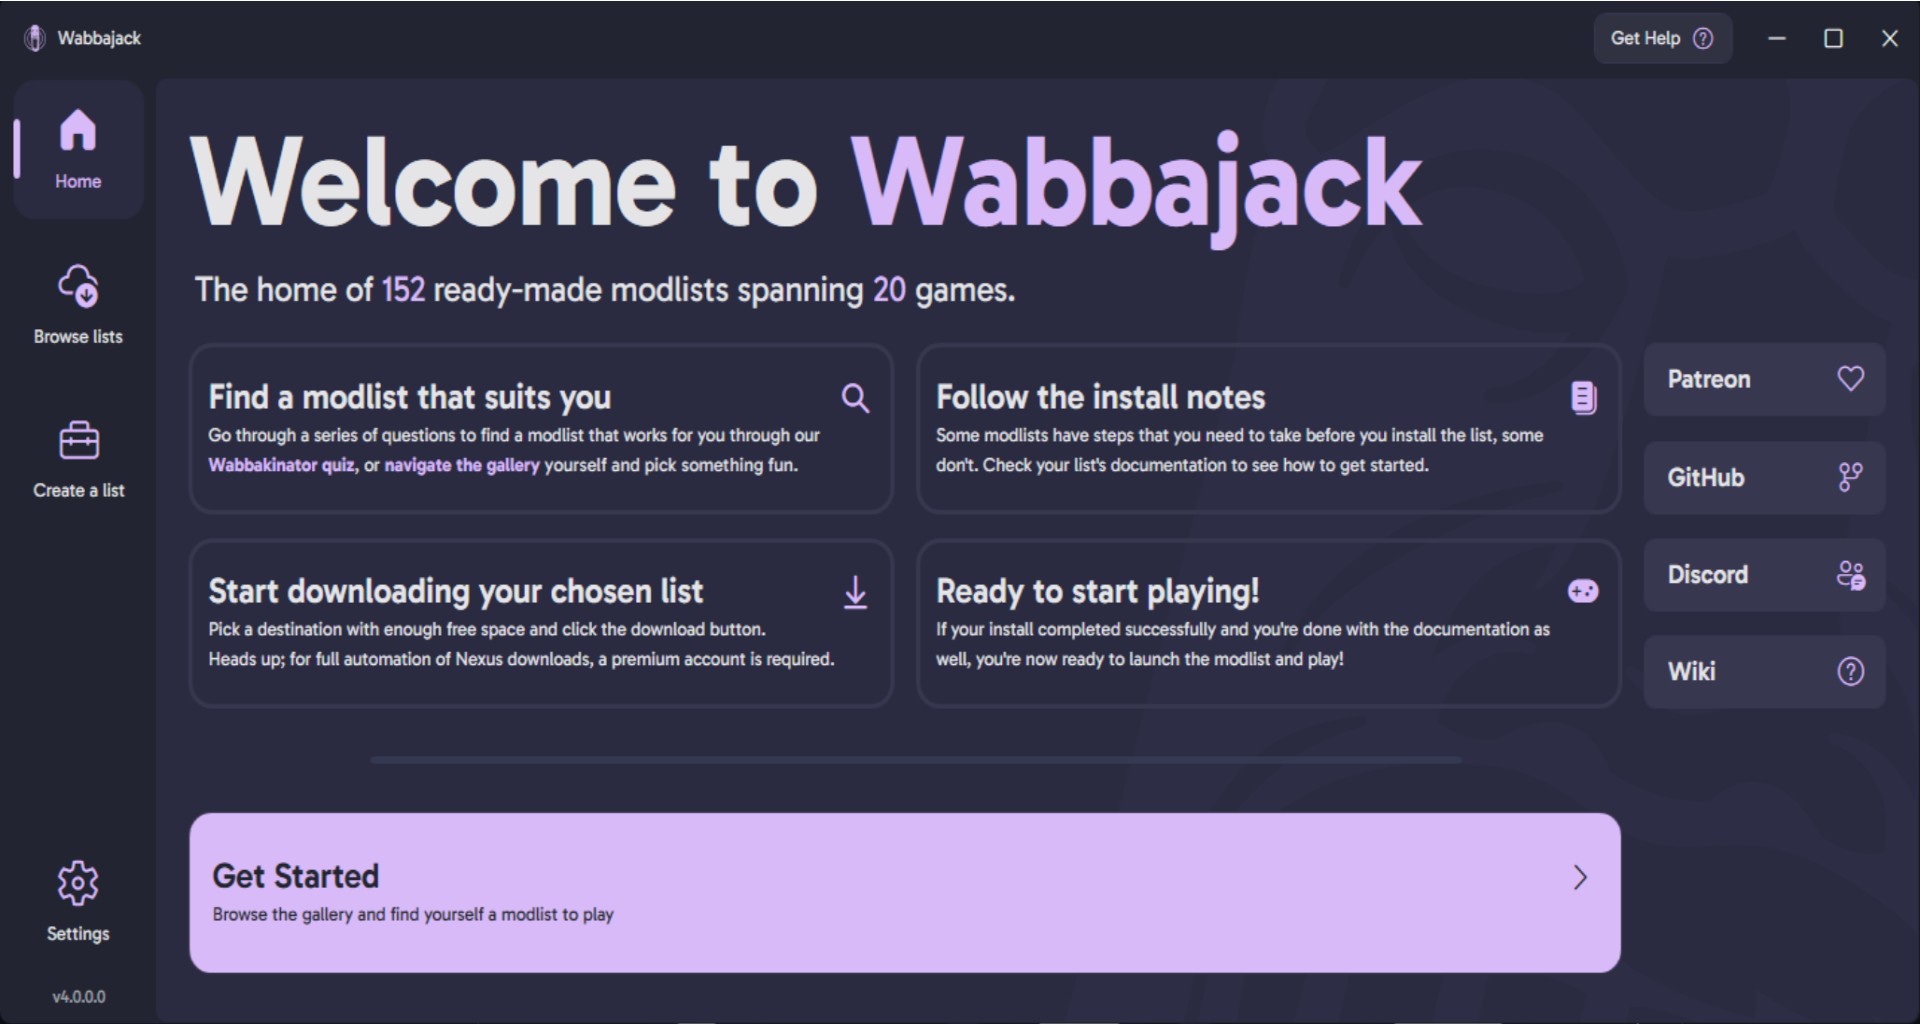 Wabbajack
Get Help
Home
Browse lists
Create a list
Settings
v4.0.0.0
Welcome to Wabbajack
The home of 152 ready-made modlists spanning 20 games.
Find a modlist that suits you
Go through a series of questions to find a modlist that works for you through our
Wabbakinator quiz, or navigate the gallery yourself and pick something fun.
Follow the install notes
Some modlists have steps that you need to take before you install the list, some
don't. Check your list's documentation to see how to get started.
Start downloading your chosen list
Pick a destination with enough free space and click the download button.
Heads up; for full automation of Nexus downloads, a premium account is required.
Ready to start playing!
If your install completed successfully and you're done with the documentation as
well, you're now ready to launch the modlist and play!
Patreon
GitHub
Discord
Wiki
Get Started
Browse the gallery and find yourself a modlist to play